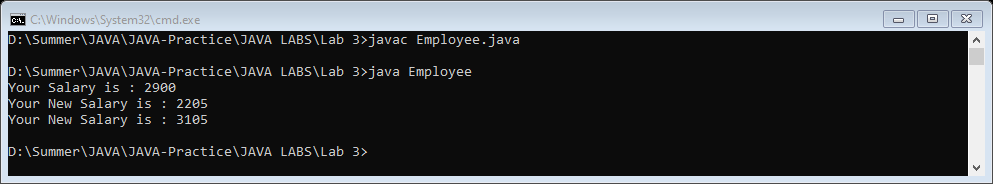 C:\Windows\System32\cmd.exe
D:\Summer\JAVA\JAVA-Practice\JAVA LABS\Lab 3>javac Employee.java
D:\Summer\JAVA\JAVA-Practice\JAVA LABS\Lab 3>java Employee
Your Salary is : 2900
Your New Salary is : 2205
Your New Salary is : 3105
D:\Summer\JAVA\JAVA-Practice\JAVA LABS\Lab 3>